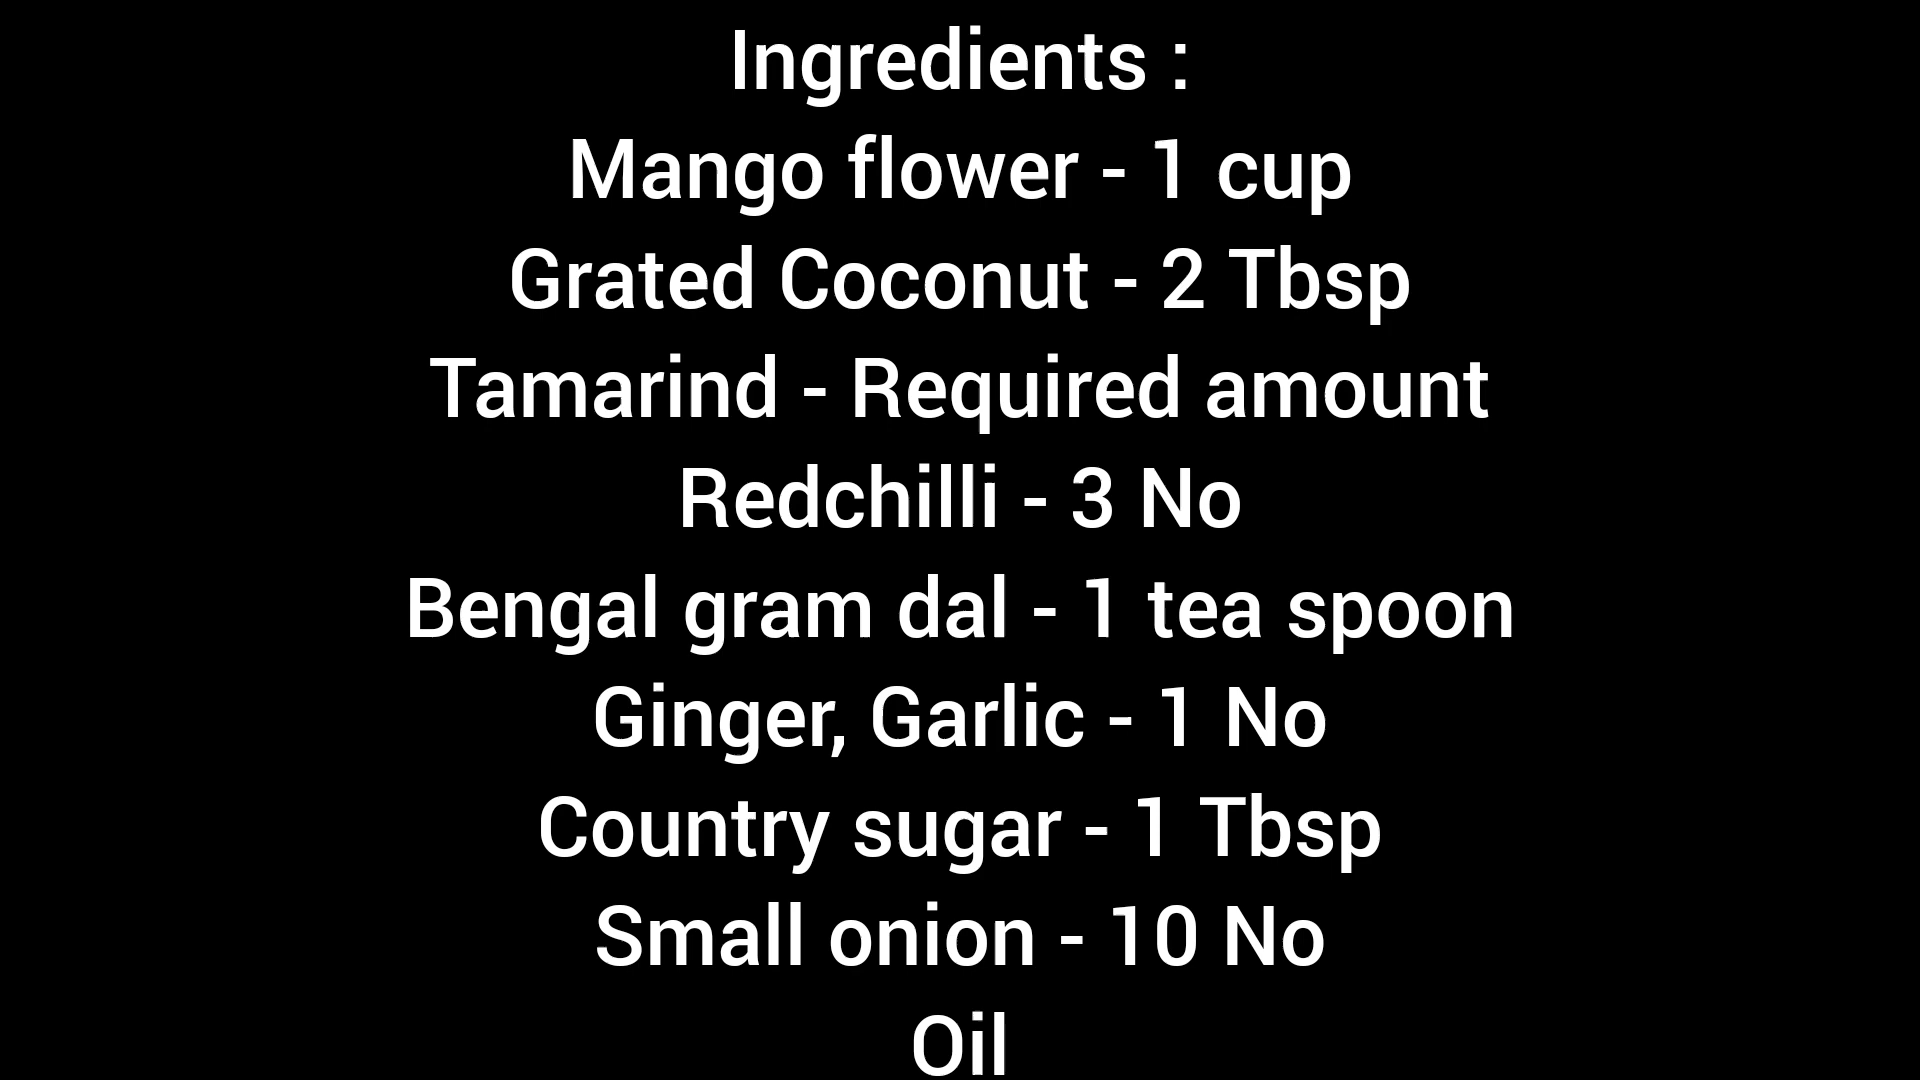 Ingredients :
Mango flower - 1 cup
Grated Coconut - 2 Tbsp
Tamarind - Required amount
Redchilli - 3 No
Bengal gram dal - 1 tea spoon
Ginger, Garlic - 1 No
Country sugar - 1 Tbsp
Small onion - 10 No
Oil